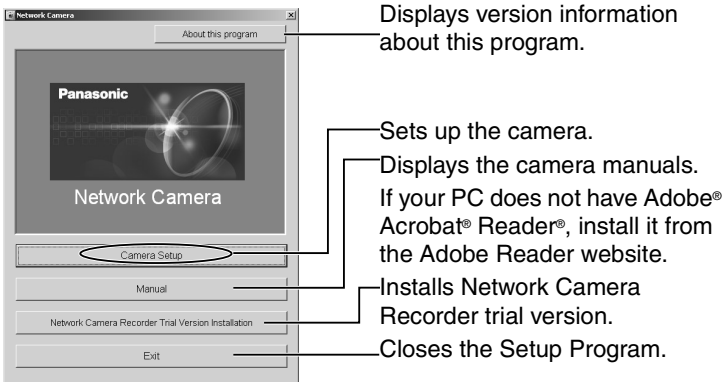 Network Camera
About this program
Panasonic
Network Camera
Camera Setup
Manual
Network Camera Recorder Trial Version Installation
Exit
Displays version information
about this program.
Sets up the camera.
Displays the camera manuals.
If your PC does not have Adobe®
Acrobat® Reader®, install it from
the Adobe Reader website.
Installs Network Camera
Recorder trial version.
Closes the Setup Program.